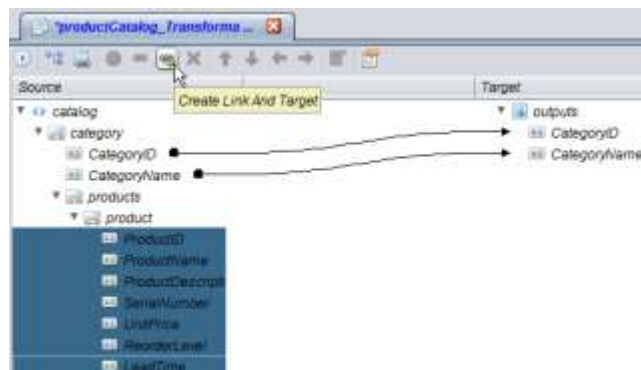 *productCatalog_Transforma ...
Create Link And Target
Source
Target
catalog
outputs
category
CategoryID
CategoryID
CategoryName
CategoryName
products
product
ProductID
ProductName
ProductDescripti
SerialNumber
UnitPrice
ReorderLevel
LeadTime